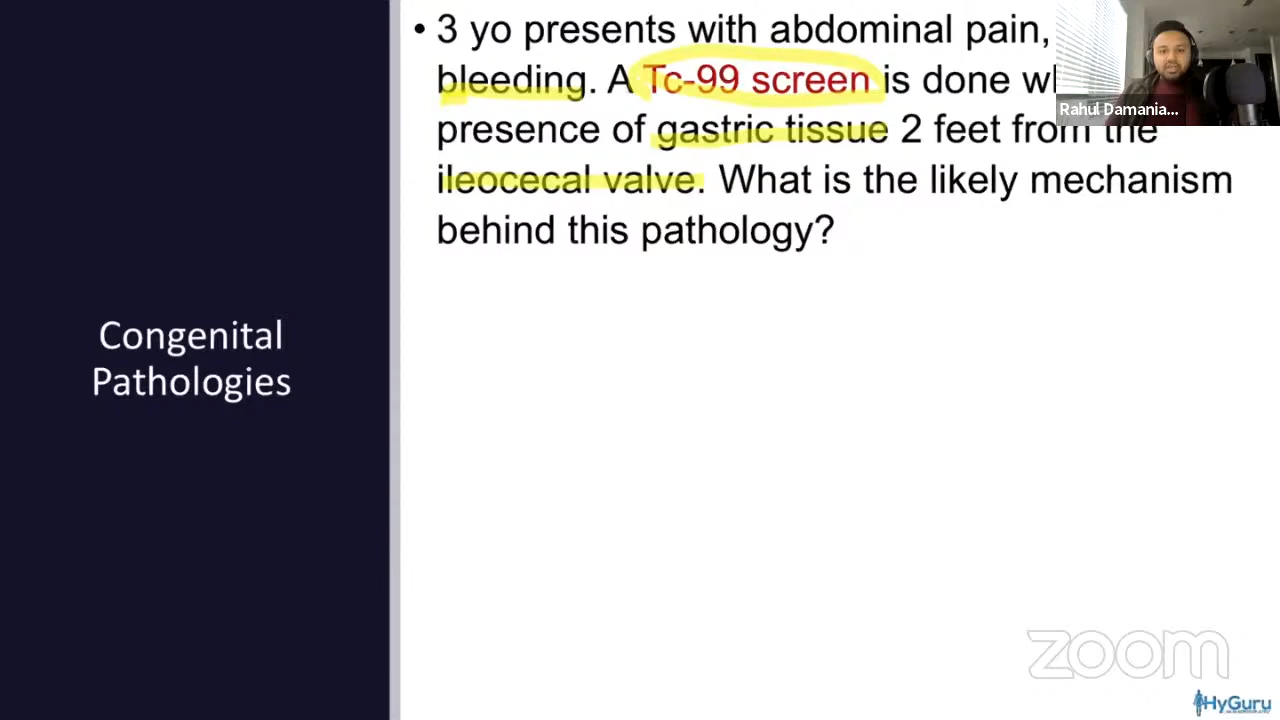 • 3 yo presents with abdominal pain,
bleeding. A Tc-99 screen is done
presence of gastric tissue 2 feet from the
ileocecal valve. What is the likely mechanism
behind this pathology?
Rahul Damania...
Congenital
Pathologies
zoom
HyGuru